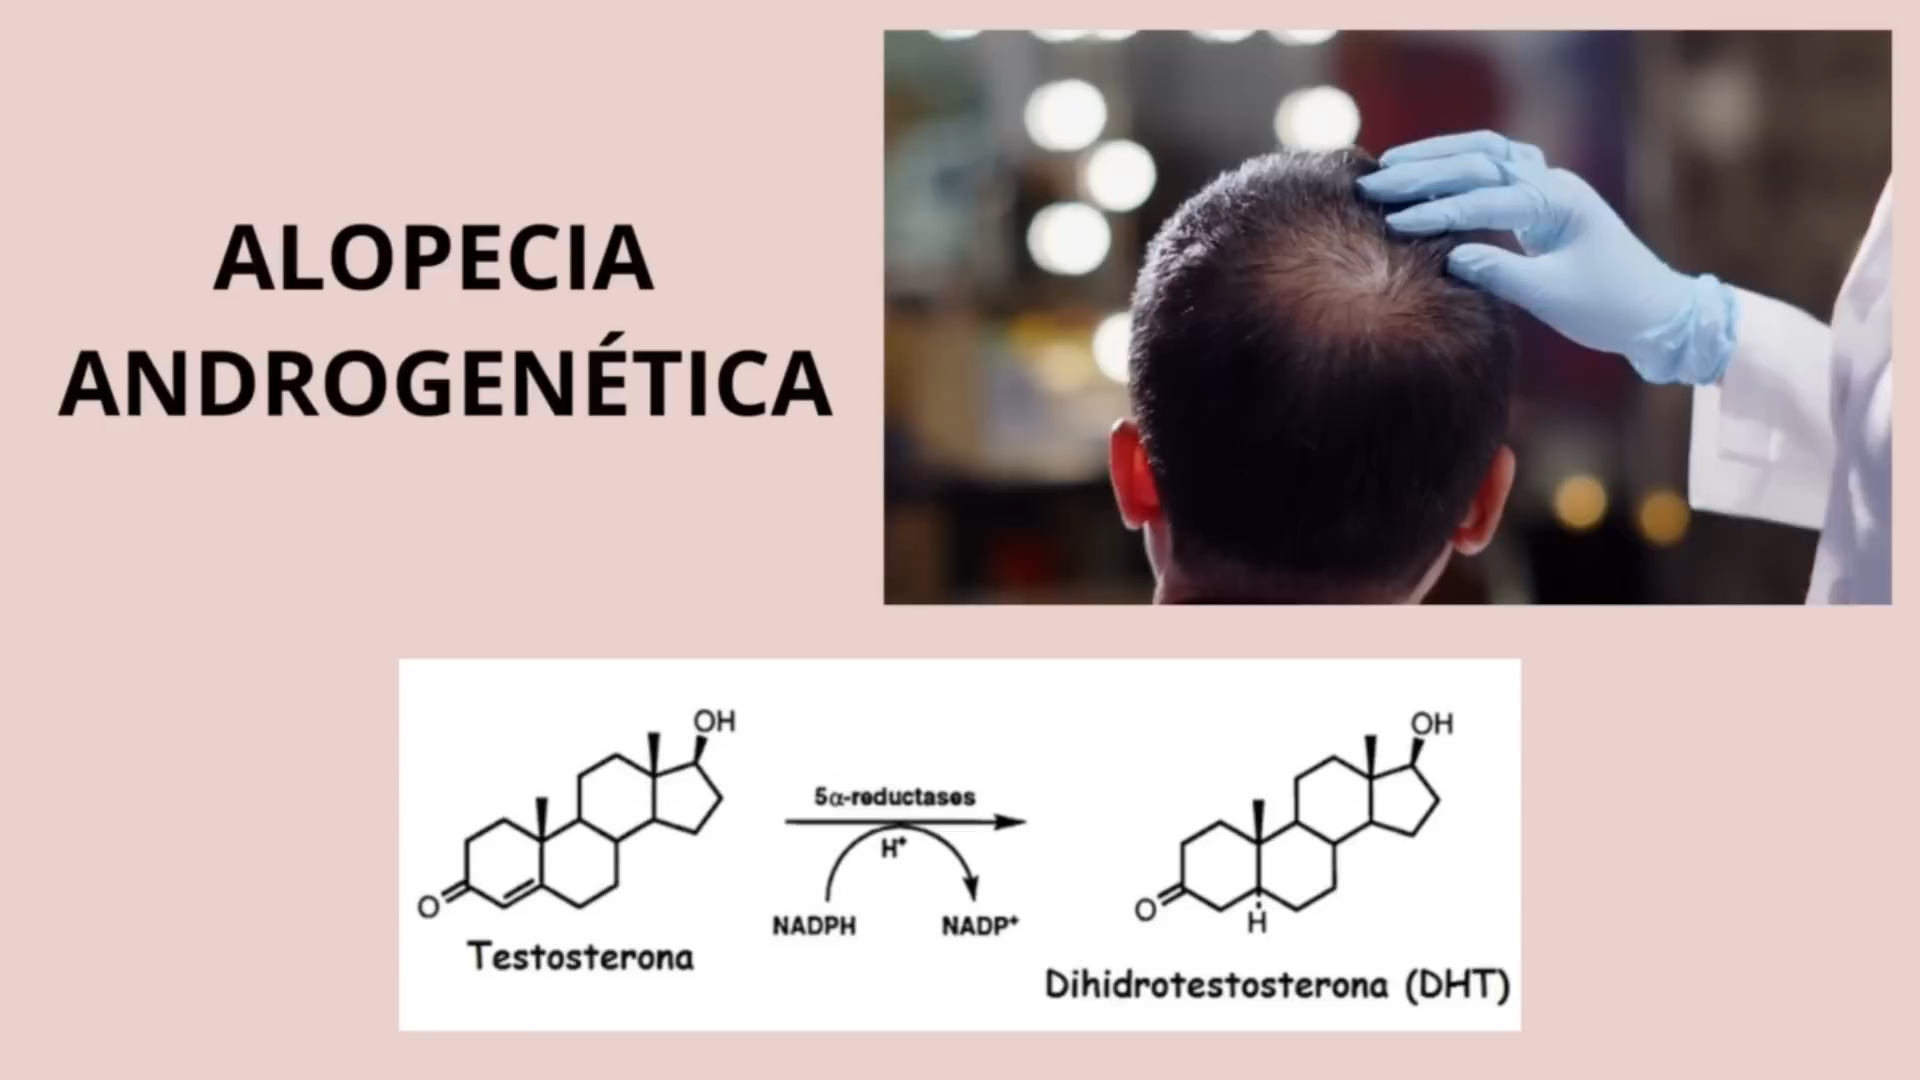 ALOPECIA
ANDROGENÉTICA
OH
O
Testosterona
5α-reductases
H⁺
NADPH
NADP⁺
OH
O
H
Dihidrotestosterona (DHT)